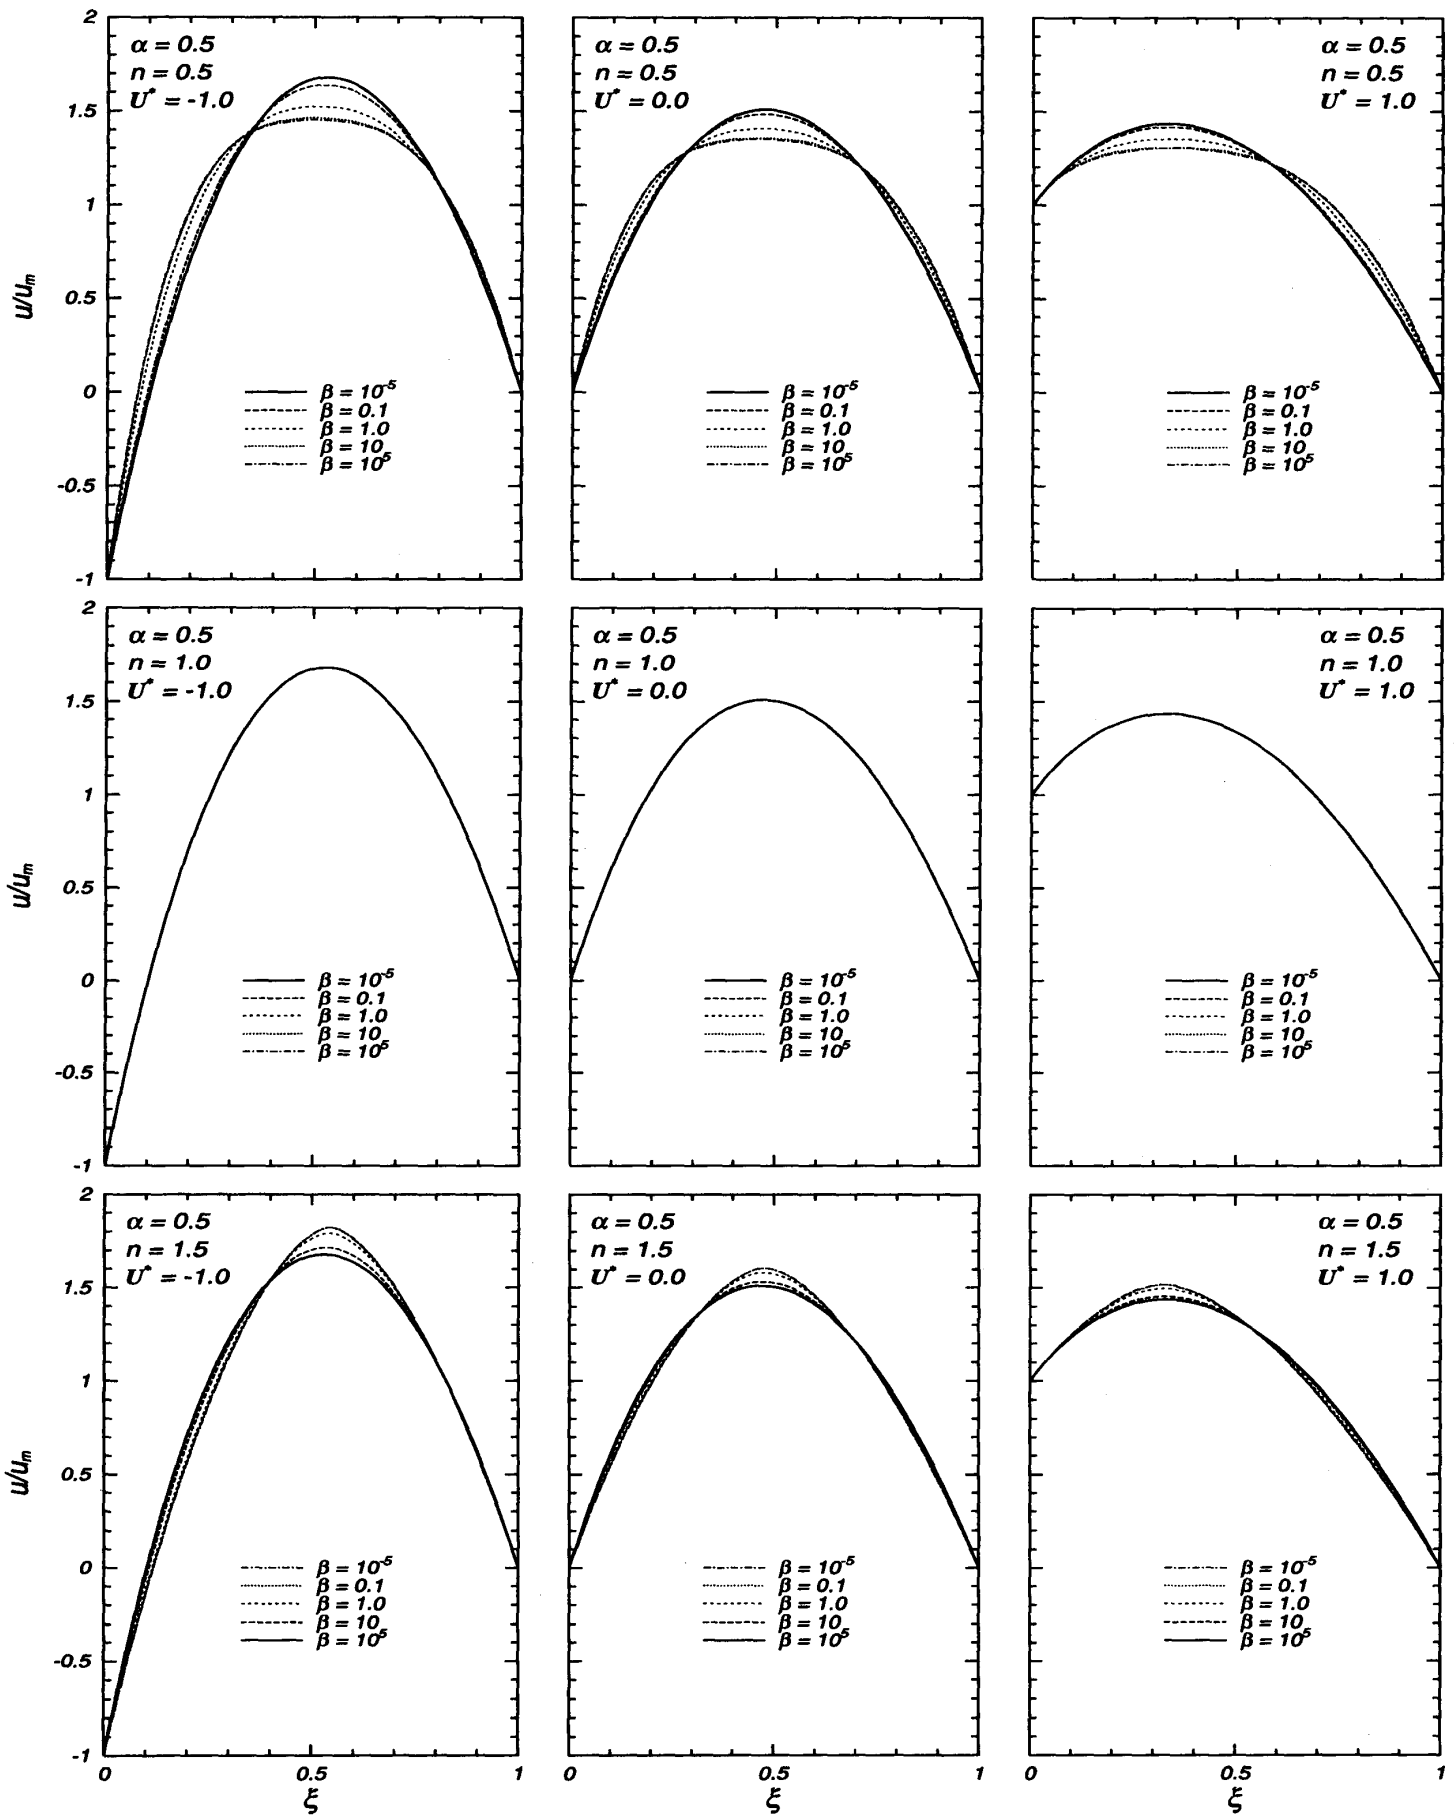 α = 0.5
n = 0.5
U* = -1.0
2
1.5
1
0.5
0
-0.5
-1
u/uₘ
β = 10⁻⁵
β = 0.1
β = 1.0
β = 10
β = 10⁵
α = 0.5
n = 0.5
U* = 0.0
β = 10⁻⁵
β = 0.1
β = 1.0
β = 10
β = 10⁵
α = 0.5
n = 0.5
U* = 1.0
β = 10⁻⁵
β = 0.1
β = 1.0
β = 10
β = 10⁵
α = 0.5
n = 1.0
U* = -1.0
2
1.5
1
0.5
0
-0.5
-1
u/uₘ
β = 10⁻⁵
β = 0.1
β = 1.0
β = 10
β = 10⁵
α = 0.5
n = 1.0
U* = 0.0
β = 10⁻⁵
β = 0.1
β = 1.0
β = 10
β = 10⁵
α = 0.5
n = 1.0
U* = 1.0
β = 10⁻⁵
β = 0.1
β = 1.0
β = 10
β = 10⁵
α = 0.5
n = 1.5
U* = -1.0
2
1.5
1
0.5
0
-0.5
-1
u/uₘ
β = 10⁻⁵
β = 0.1
β = 1.0
β = 10
β = 10⁵
0
0.5
1
ξ
α = 0.5
n = 1.5
U* = 0.0
β = 10⁻⁵
β = 0.1
β = 1.0
β = 10
β = 10⁵
0
0.5
1
ξ
α = 0.5
n = 1.5
U* = 1.0
β = 10⁻⁵
β = 0.1
β = 1.0
β = 10
β = 10⁵
0
0.5
1
ξ